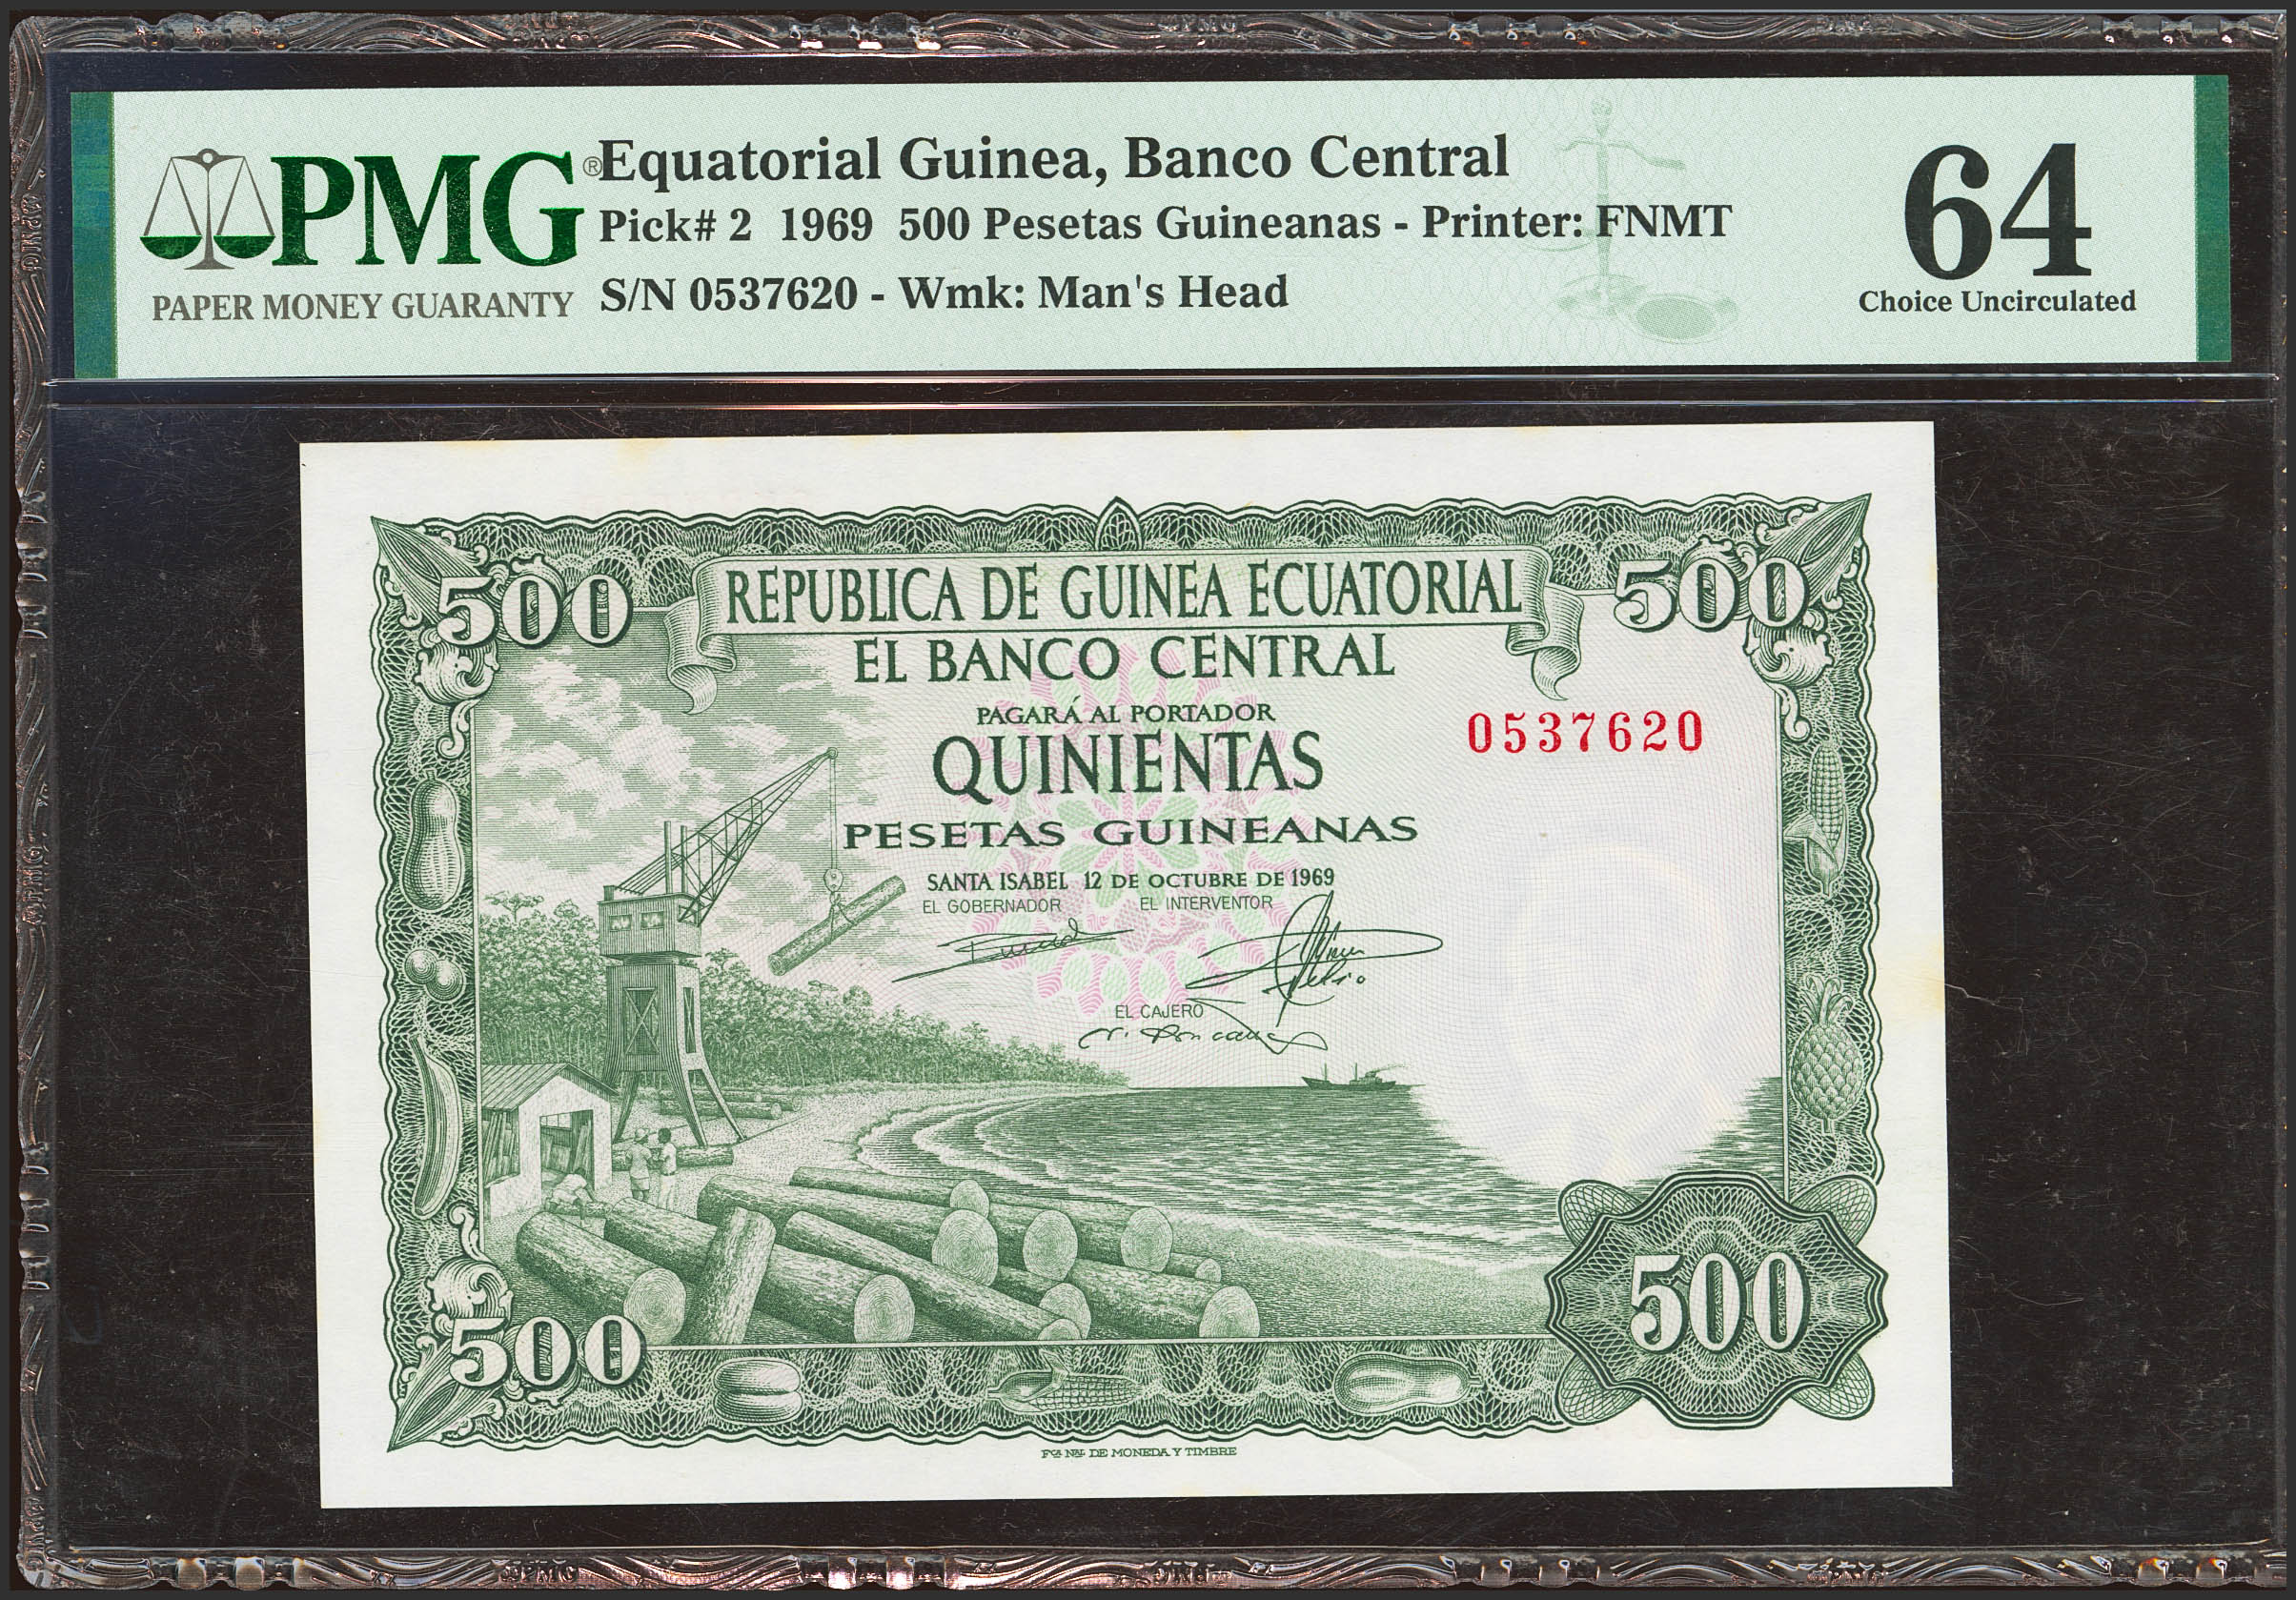 PMG®
PAPER MONEY GUARANTY
Equatorial Guinea, Banco Central
Pick# 2 1969 500 Pesetas Guineanas - Printer: FNMT
S/N 0537620 - Wmk: Man's Head
64
Choice Uncirculated
500
REPUBLICA DE GUINEA ECUATORIAL
500
EL BANCO CENTRAL
PAGARÁ AL PORTADOR
0537620
QUINIENTAS
PESETAS GUINEANAS
SANTA ISABEL 12 DE OCTUBRE DE 1969
EL GOBERNADOR EL INTERVENTOR
EL CAJERO
500
500
Fca Nal DE MONEDA Y TIMBRE